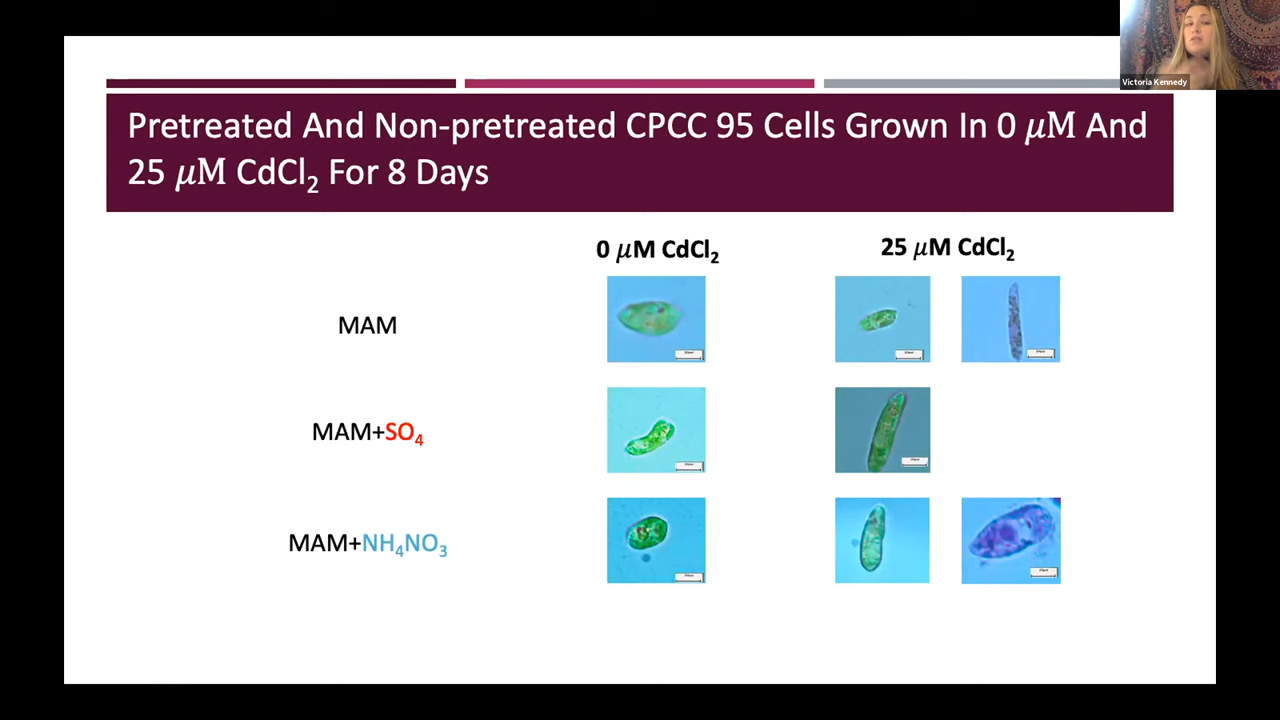 Victoria Kennedy
Pretreated And Non-pretreated CPCC 95 Cells Grown In 0 𝜇M And
25 𝜇M CdCl₂ For 8 Days
0 𝜇M CdCl₂
25 𝜇M CdCl₂
MAM
MAM+SO₄
MAM+NH₄NO₃